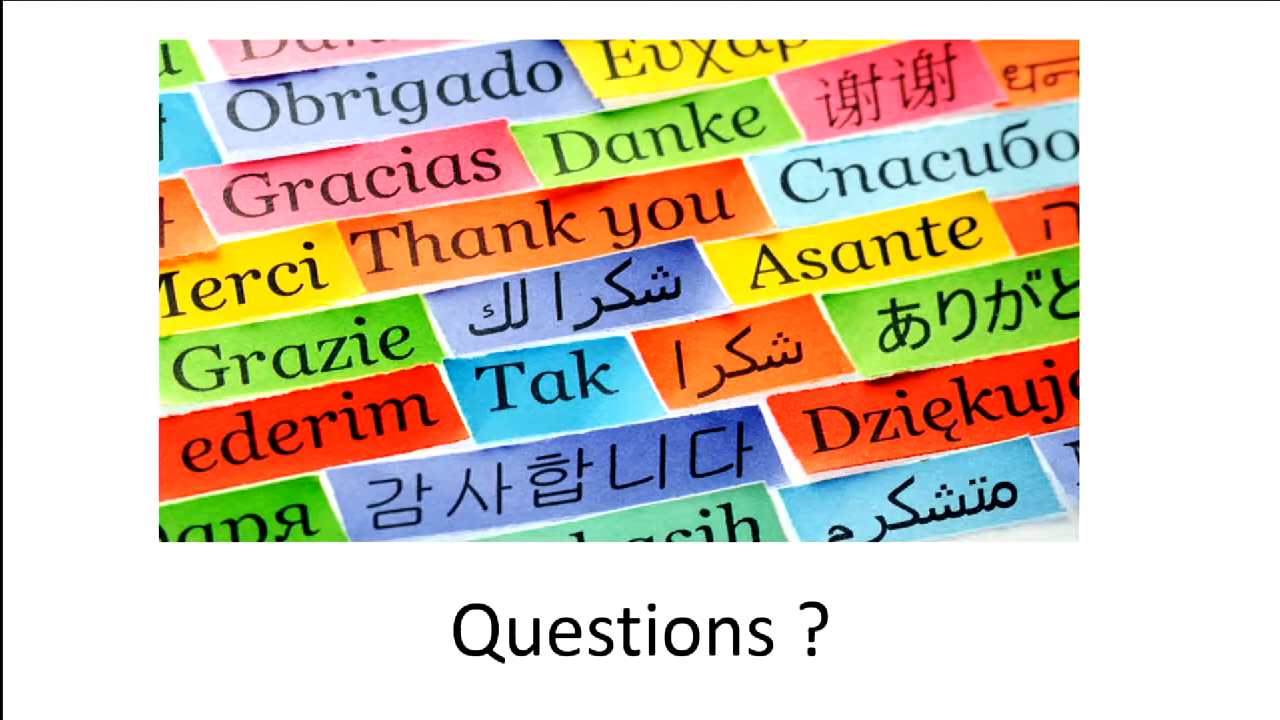 Obrigado
Danke
谢谢
Gracias
Thank you
Спасибо
Merci
شكرا لك
Asante
Grazie
Tak
شكرا
ありがと
ederim
감사합니다
Dziękuję
متشكرم
Questions ?